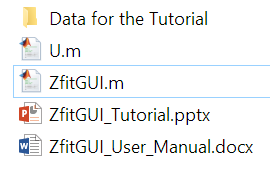 Data for the Tutorial
U.m
ZfitGUI.m
ZfitGUI_Tutorial.pptx
ZfitGUI_User_Manual.docx